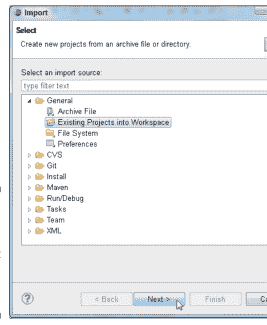 Import
Select
Create new projects from an archive file or directory.
Select an import source:
type filter text
General
Archive File
Existing Projects into Workspace
File System
Preferences
CVS
Git
Install
Maven
Run/Debug
Tasks
Team
XML
< Back Next > Finish Ca